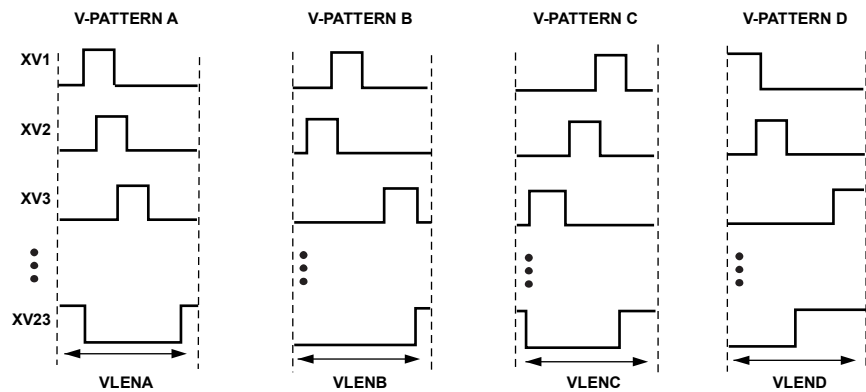 V-PATTERN A V-PATTERN B V-PATTERN C V-PATTERN D
XV1
XV2
XV3
XV23
VLENA VLENB VLENC VLEND